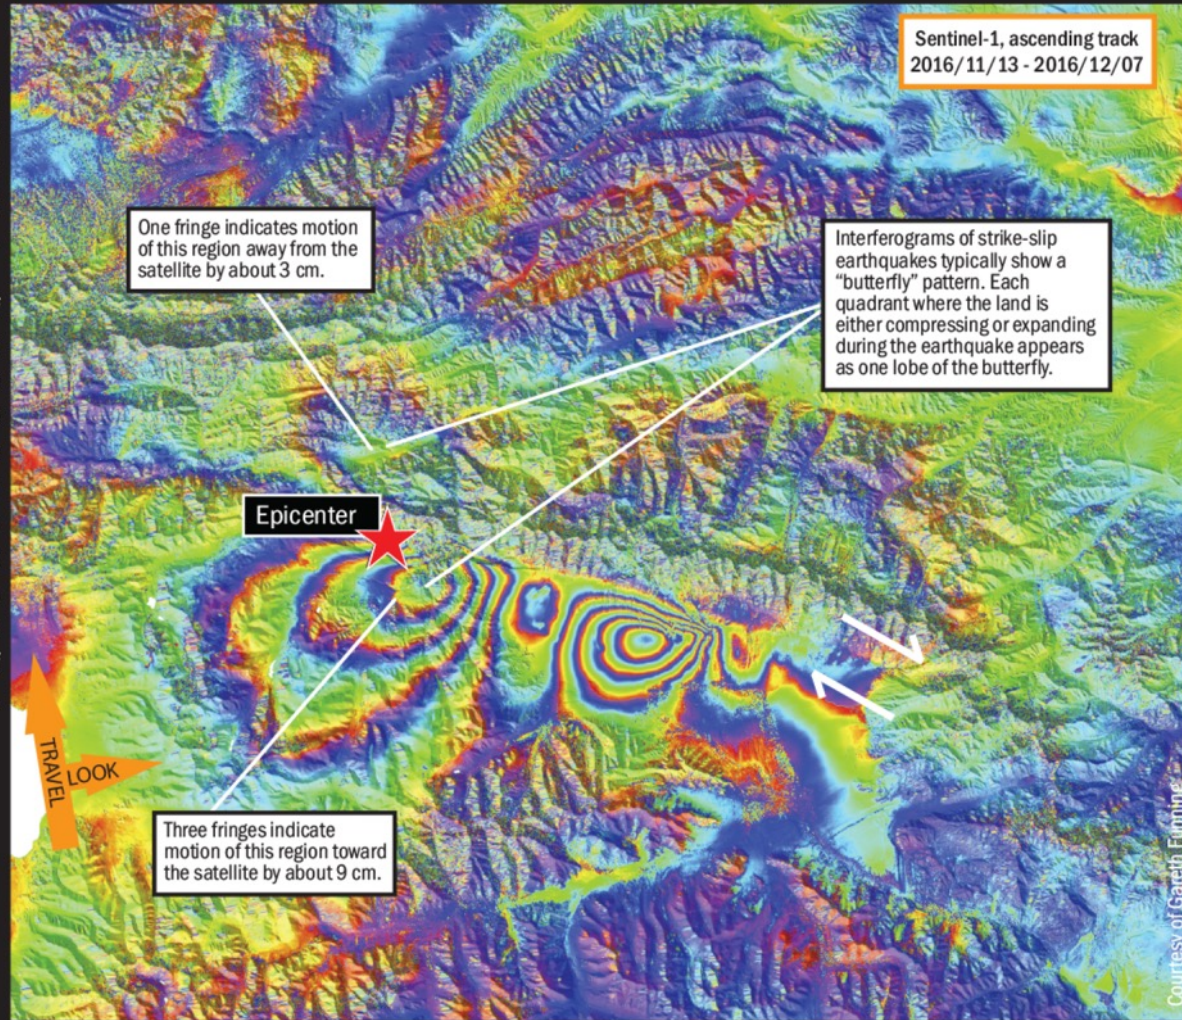 Sentinel-1, ascending track
2016/11/13 - 2016/12/07
One fringe indicates motion
of this region away from the
satellite by about 3 cm.
Interferograms of strike-slip
earthquakes typically show a
“butterfly” pattern. Each
quadrant where the land is
either compressing or expanding
during the earthquake appears
as one lobe of the butterfly.
Epicenter
TRAVEL
LOOK
Three fringes indicate
motion of this region toward
the satellite by about 9 cm.
Courtesy of Gareth Funning